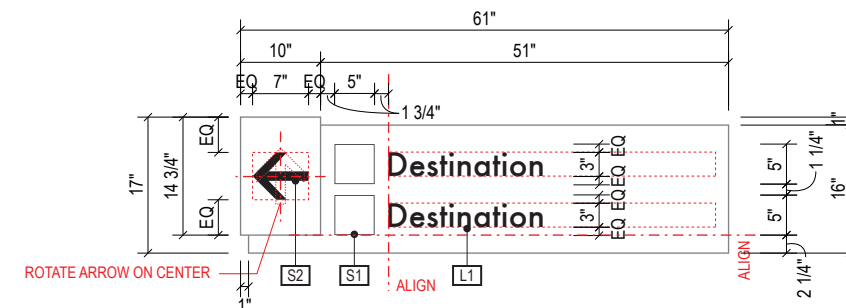 61"
10" 51"
EQ 7" EQ 5"
1 3/4"
1"
17" 14 3/4" EQ EQ
Destination 3" EQ EQ
Destination 3" EQ EQ
5" 1 1/4" 5" 16"
2 1/4"
ROTATE ARROW ON CENTER
S2 S1 L1
ALIGN
ALIGN
1"